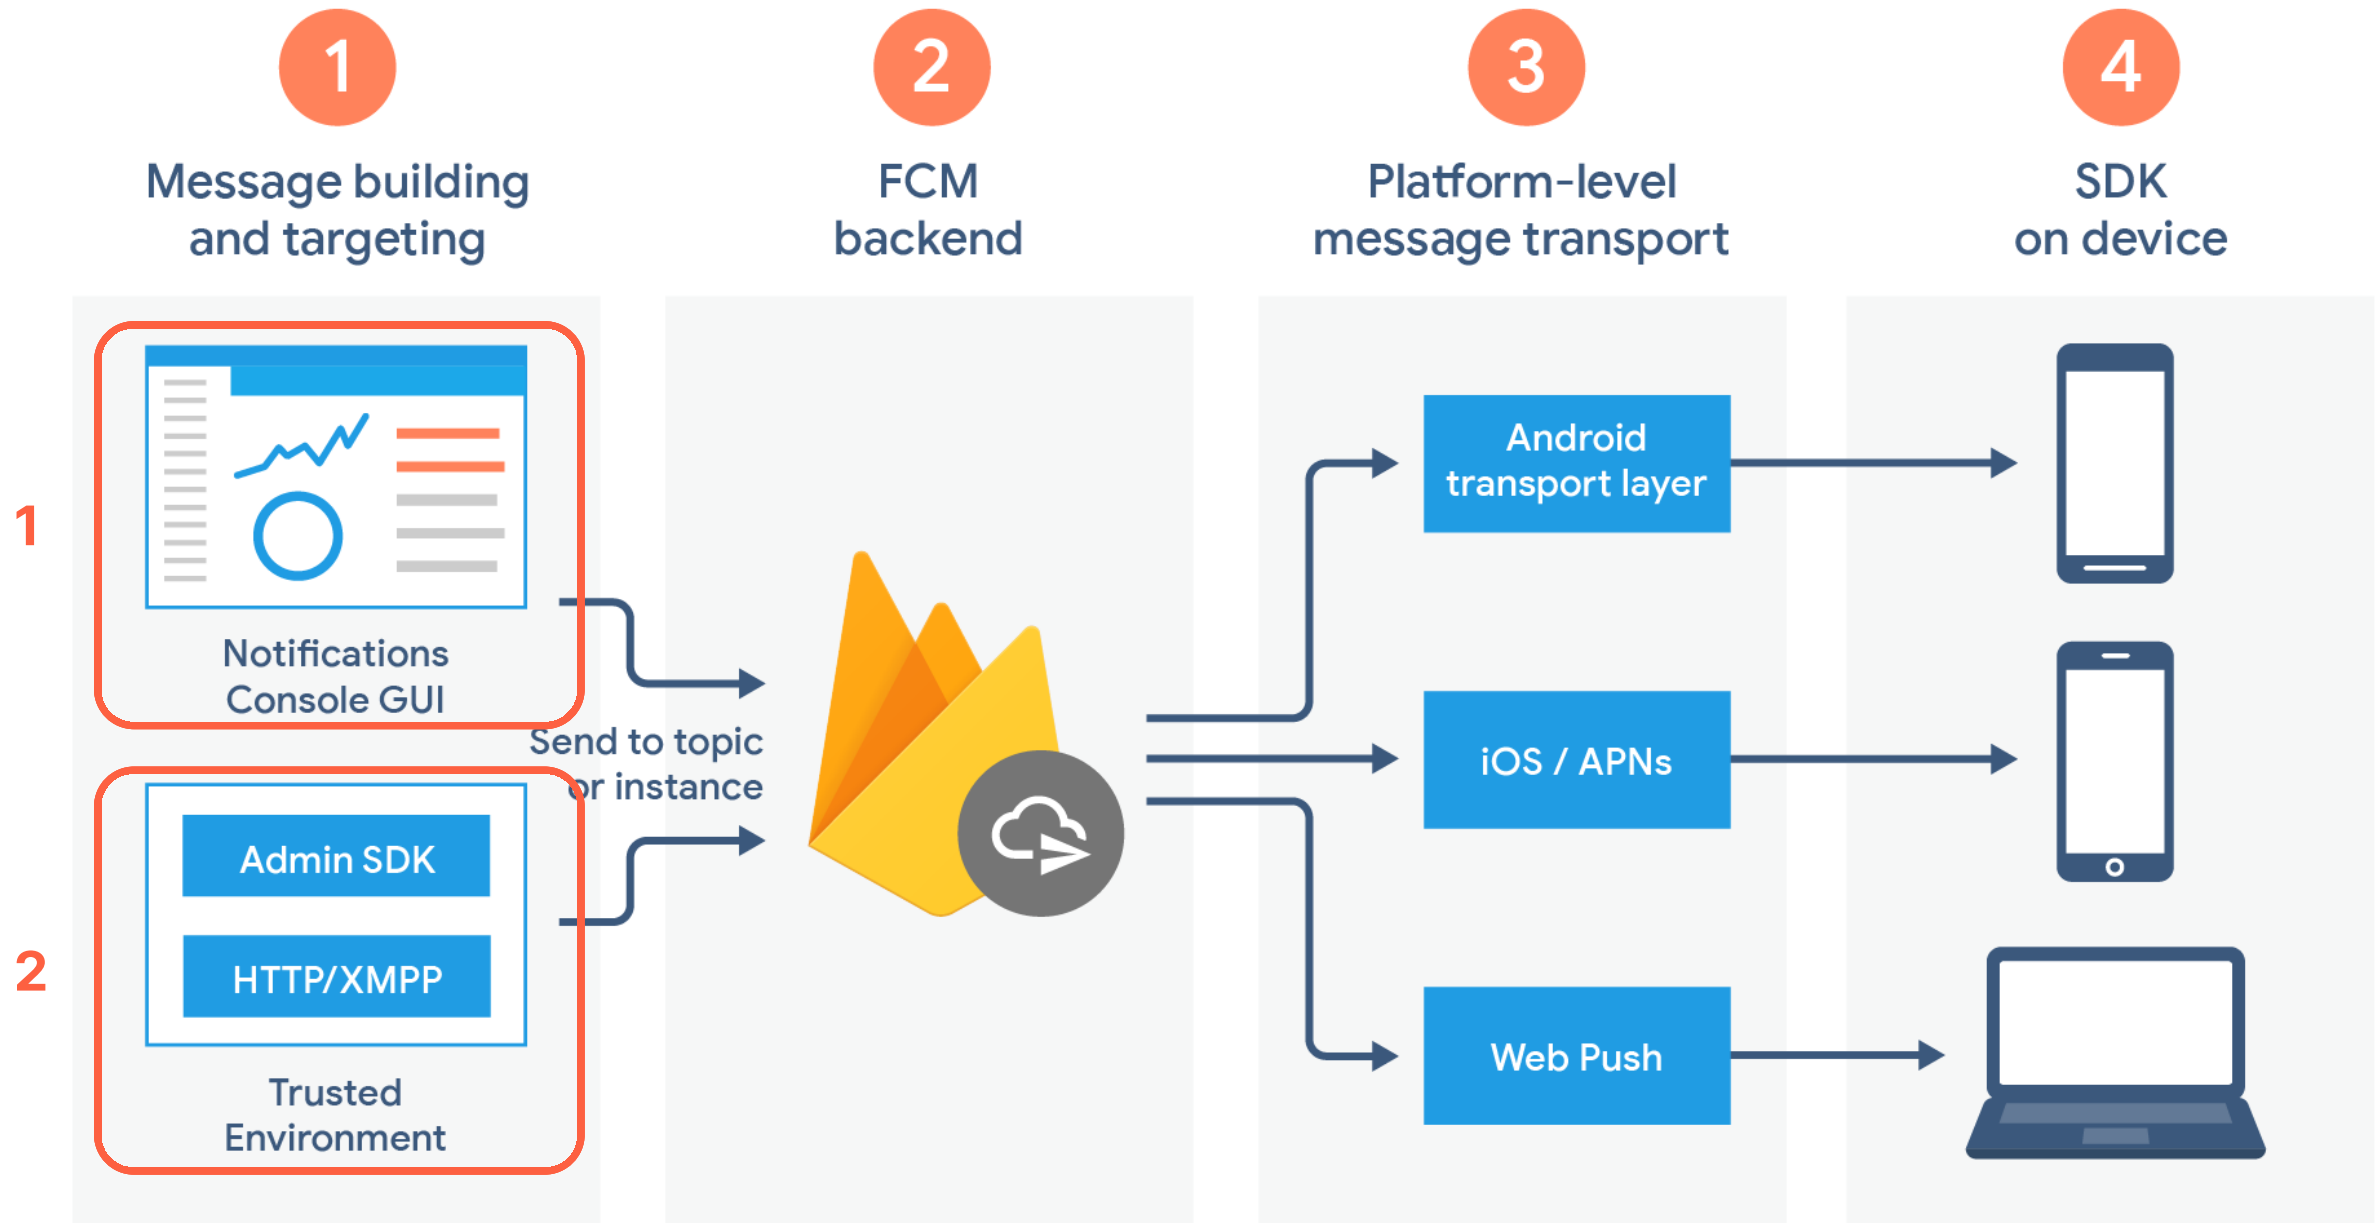 1
Message building
and targeting
2
FCM
backend
3
Platform-level
message transport
4
SDK
on device
1
Notifications
Console GUI
Send to topic
or instance
2
Admin SDK
HTTP/XMPP
Trusted
Environment
Android
transport layer
iOS / APNs
Web Push